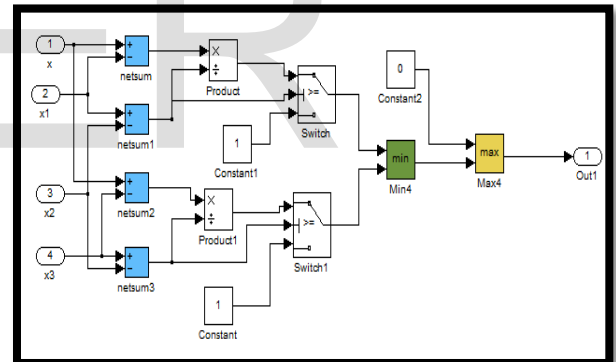 1
x
2
x1
3
x2
4
x3
+
−
netsum
+
−
netsum1
+
−
netsum2
+
−
netsum3
×
÷
Product
×
÷
Product1
1
Constant1
1
Constant
>=
Switch
>=
Switch1
0
Constant2
min
Min4
max
Max4
1
Out1